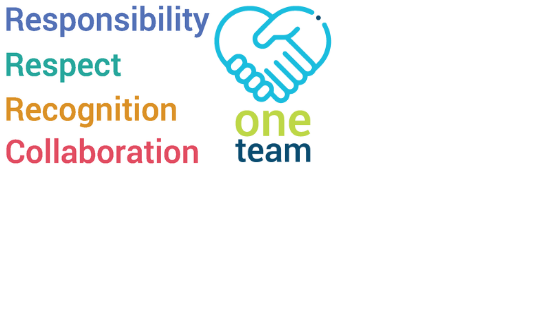 Responsibility
Respect
Recognition
Collaboration
one
team